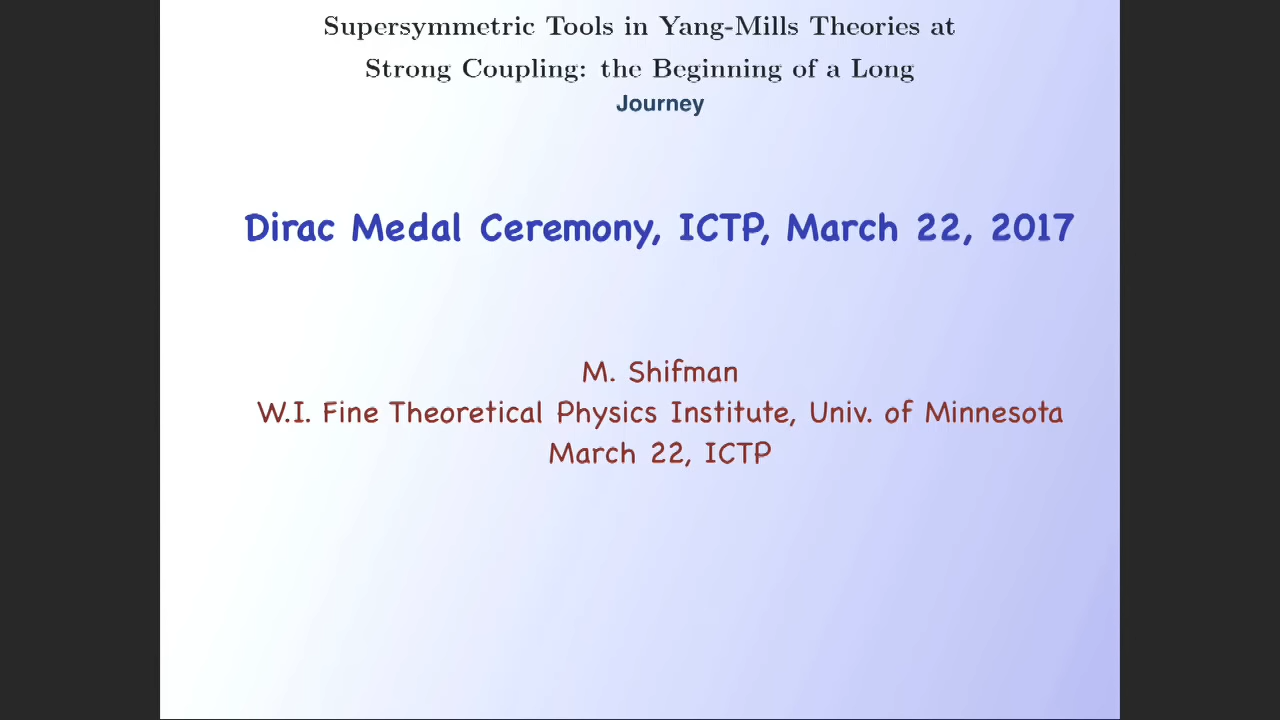 Supersymmetric Tools in Yang-Mills Theories at
Strong Coupling: the Beginning of a Long
Journey
Dirac Medal Ceremony, ICTP, March 22, 2017
M. Shifman
W.I. Fine Theoretical Physics Institute, Univ. of Minnesota
March 22, ICTP